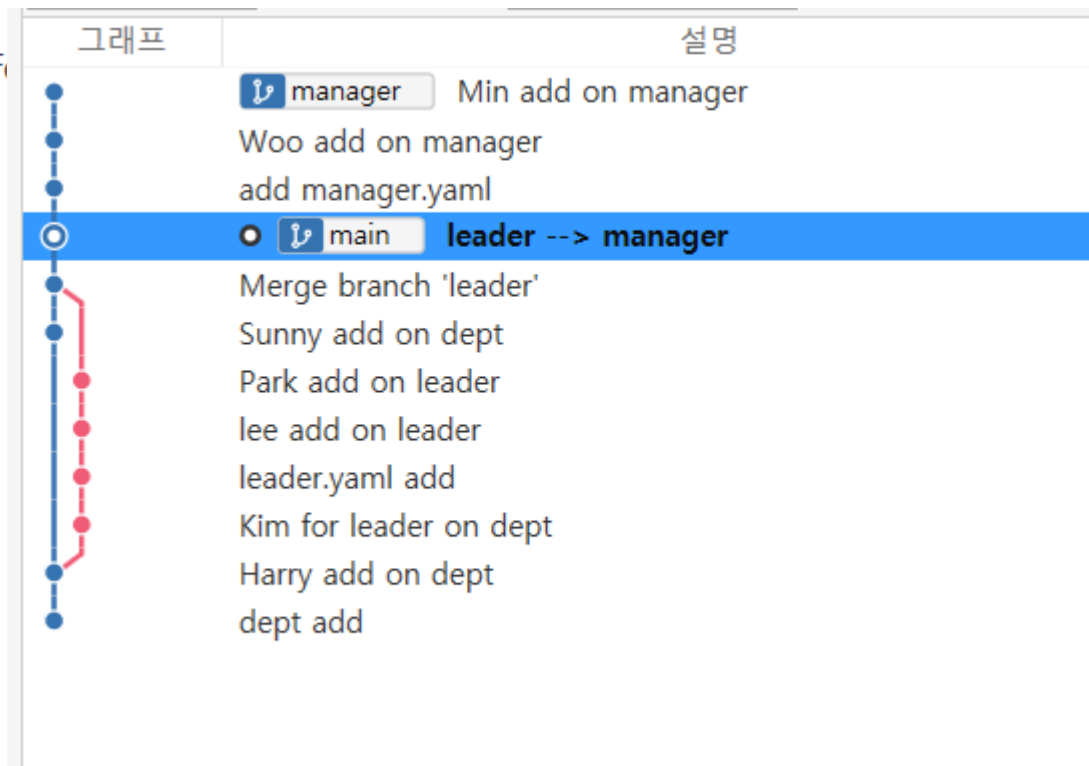 그래프 설명
manager Min add on manager
Woo add on manager
add manager.yaml
main leader --> manager
Merge branch 'leader'
Sunny add on dept
Park add on leader
lee add on leader
leader.yaml add
Kim for leader on dept
Harry add on dept
dept add